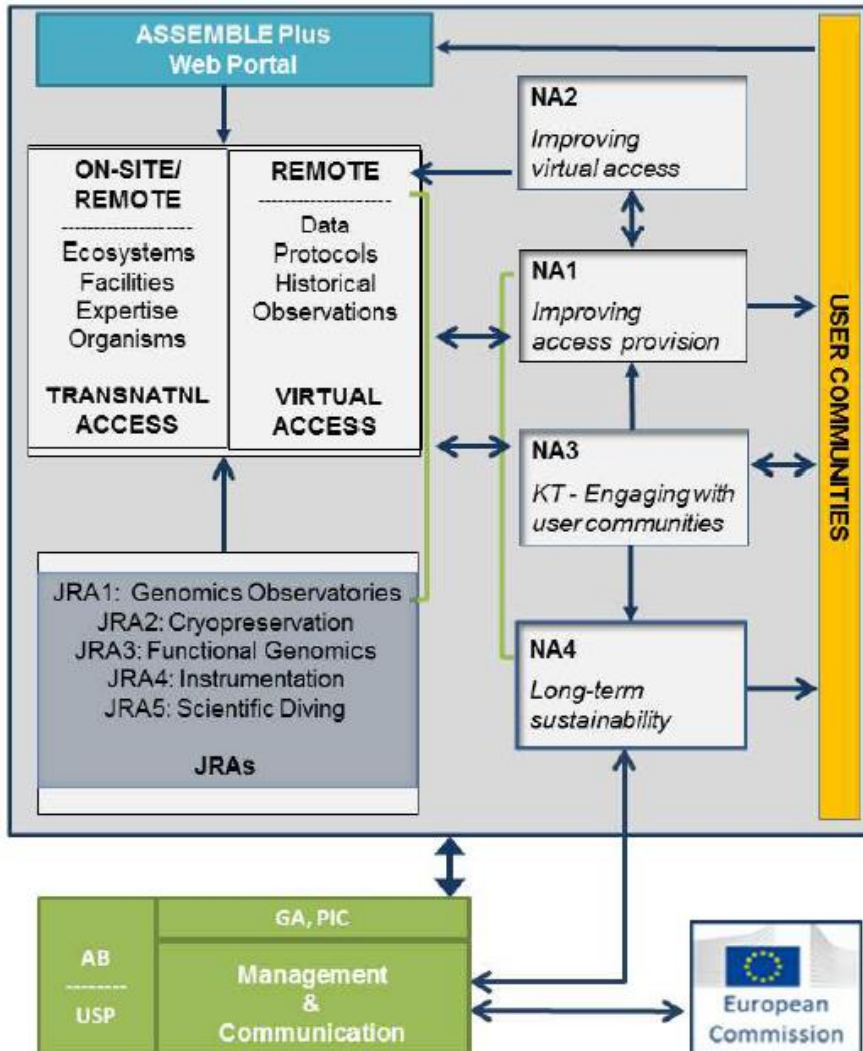 ASSEMBLE Plus
Web Portal
ON-SITE/
REMOTE
--------------------
Ecosystems
Facilities
Expertise
Organisms
TRANSNATNL
ACCESS
REMOTE
--------------------
Data
Protocols
Historical
Observations
VIRTUAL
ACCESS
JRA1: Genomics Observatories
JRA2: Cryopreservation
JRA3: Functional Genomics
JRA4: Instrumentation
JRA5: Scientific Diving
JRAs
NA2
Improving
virtual access
NA1
Improving
access provision
NA3
KT - Engaging with
user communities
NA4
Long-term
sustainability
USER COMMUNITIES
AB
--------
USP
GA, PIC
Management
&
Communication
European
Commission